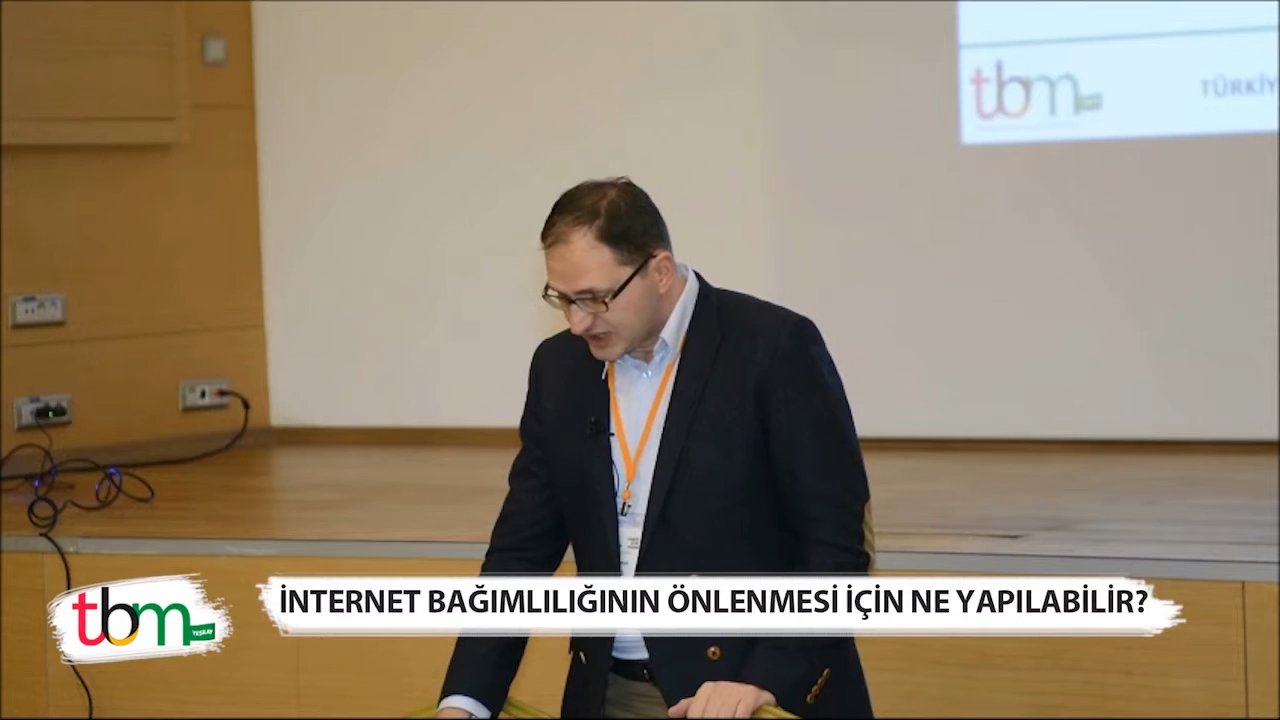 tbm
TÜRKİY
tbm
YEŞİLAY
İNTERNET BAĞIMLILIĞININ ÖNLENMESİ İÇİN NE YAPILABİLİR?